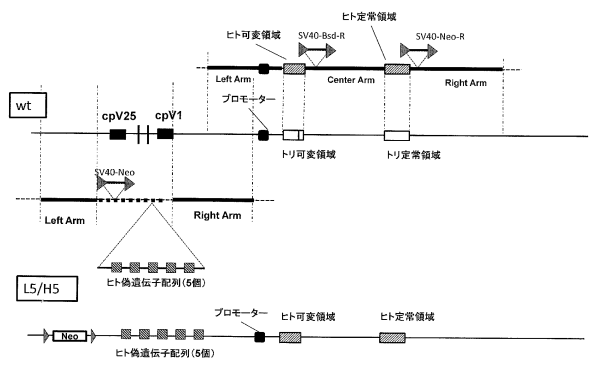 ヒト可変領域
SV40-Bsd-R
ヒト定常領域
SV40-Neo-R
Left Arm
Center Arm
Right Arm
wt
cpV25
cpV1
プロモーター
トリ可変領域
トリ定常領域
SV40-Neo
Left Arm
Right Arm
ヒト偽遺伝子配列(5個)
L5/H5
プロモーター
ヒト可変領域
ヒト定常領域
Neo
ヒト偽遺伝子配列(5個)